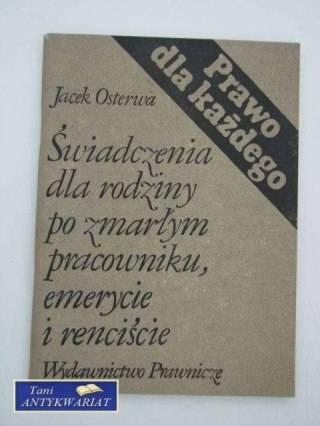 Prawo
dla każdego
Jacek Osterwa
Świadczenia
dla rodziny
po zmarłym
pracowniku,
emerycie
i renciście
Wydawnictwo Prawnicze
Tani
ANTYKWARIAT